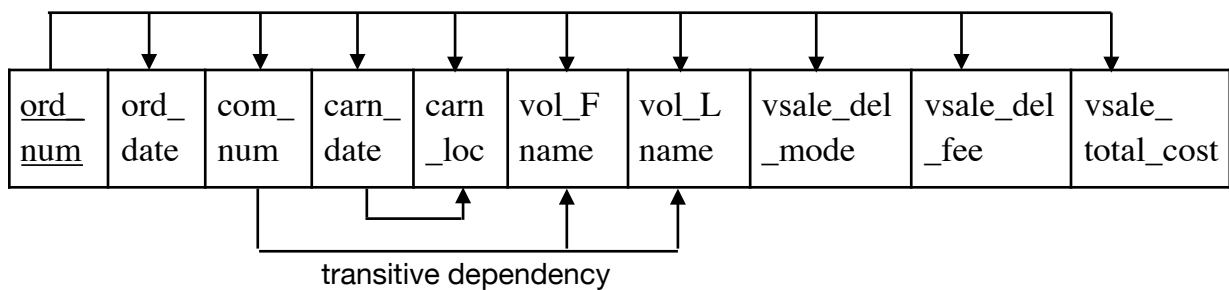 ord_ ord_ com_ carn_ carn vol_F vol_L vsale_del vsale_del vsale_
num date num date _loc name name _mode _fee total_cost
transitive dependency